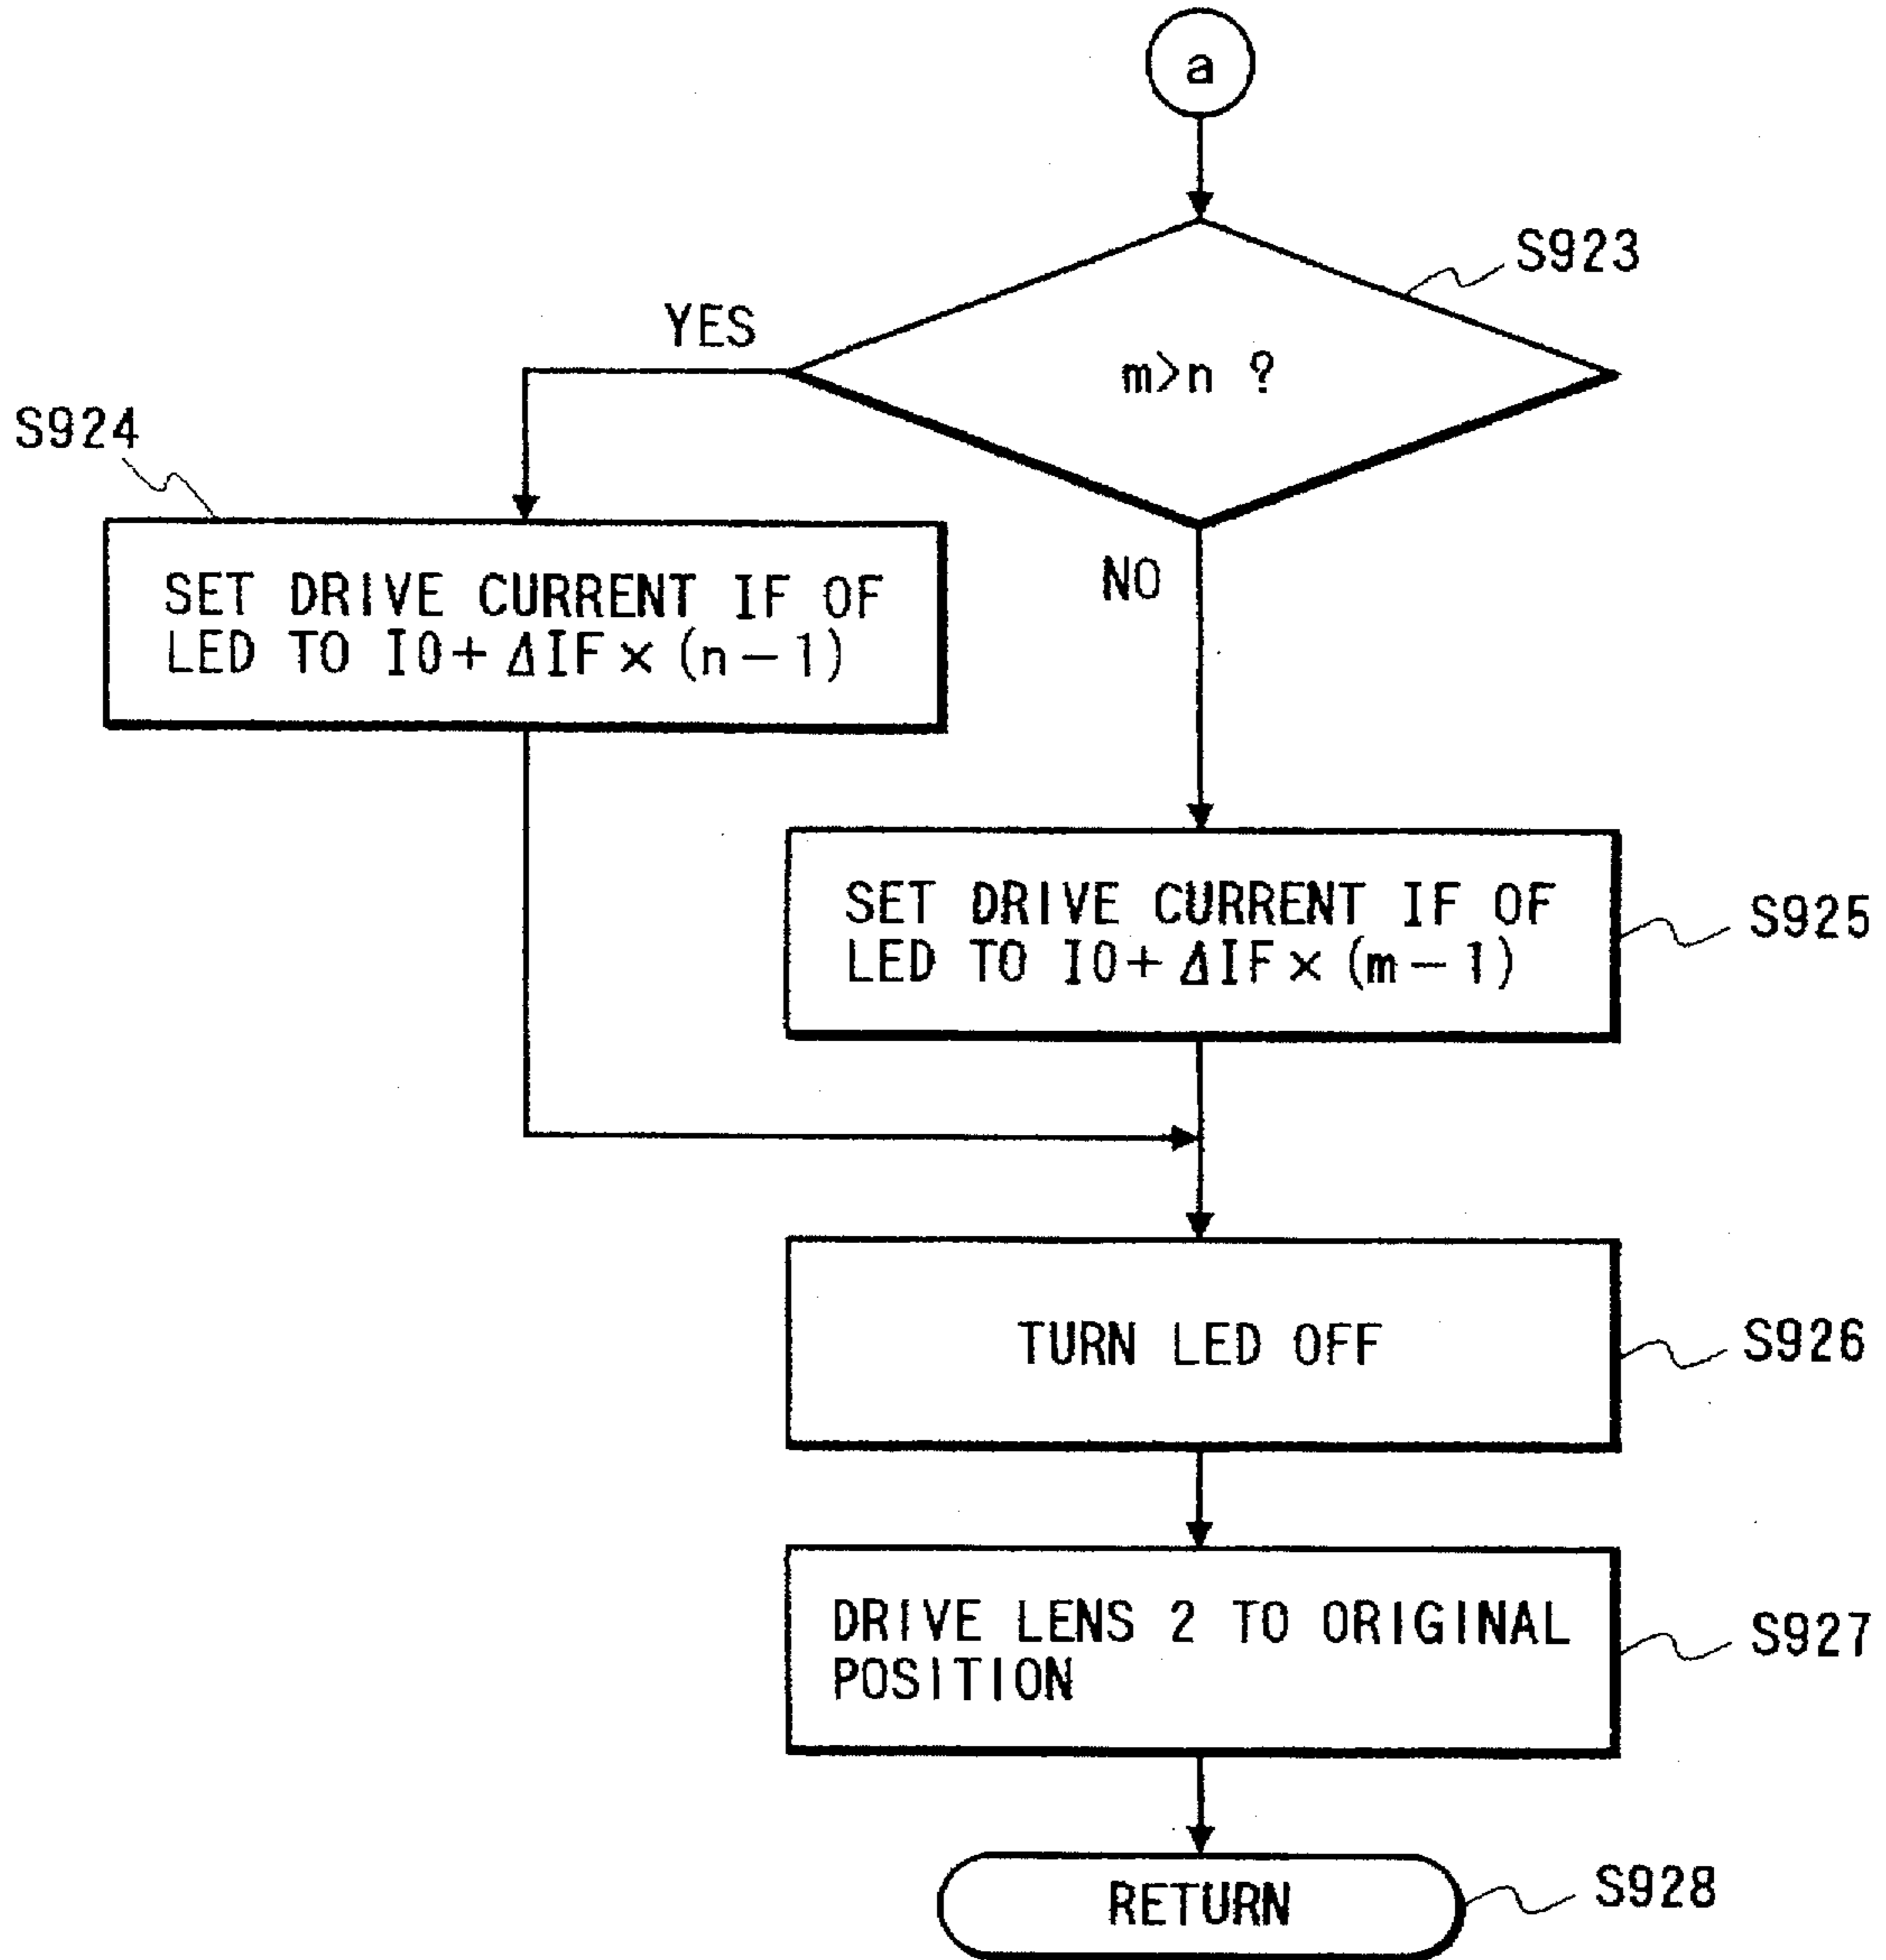 a
S923
m>n ?
YES
NO
S924
SET DRIVE CURRENT IF OF
LED TO I0+ΔIF×(n-1)
SET DRIVE CURRENT IF OF
LED TO I0+ΔIF×(m-1)
S925
TURN LED OFF
S926
DRIVE LENS 2 TO ORIGINAL
POSITION
S927
RETURN
S928